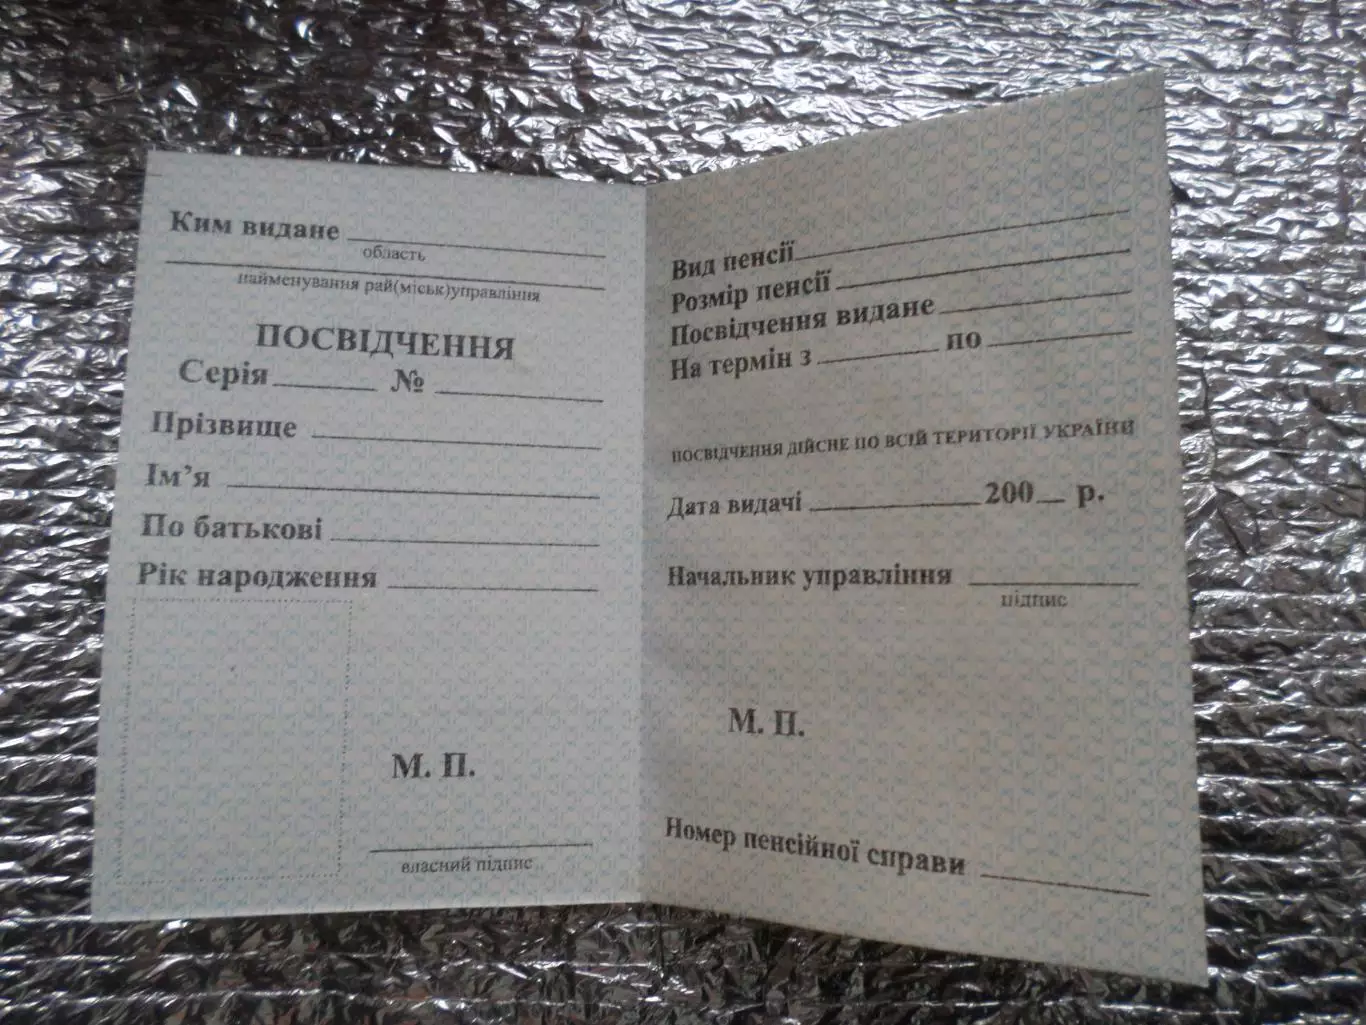 Ким видане
область
найменування рай(міськ)управління
ПОСВІДЧЕННЯ
Серія № 
Прізвище
Ім’я
По батькові
Рік народження
М. П.
власний підпис
Вид пенсії
Розмір пенсії
Посвідчення видане
На термін з по
ПОСВІДЧЕННЯ ДІЙСНЕ ПО ВСІЙ ТЕРИТОРІЇ УКРАЇНИ
Дата видачі 200 р.
Начальник управління
підпис
М. П.
Номер пенсійної справи